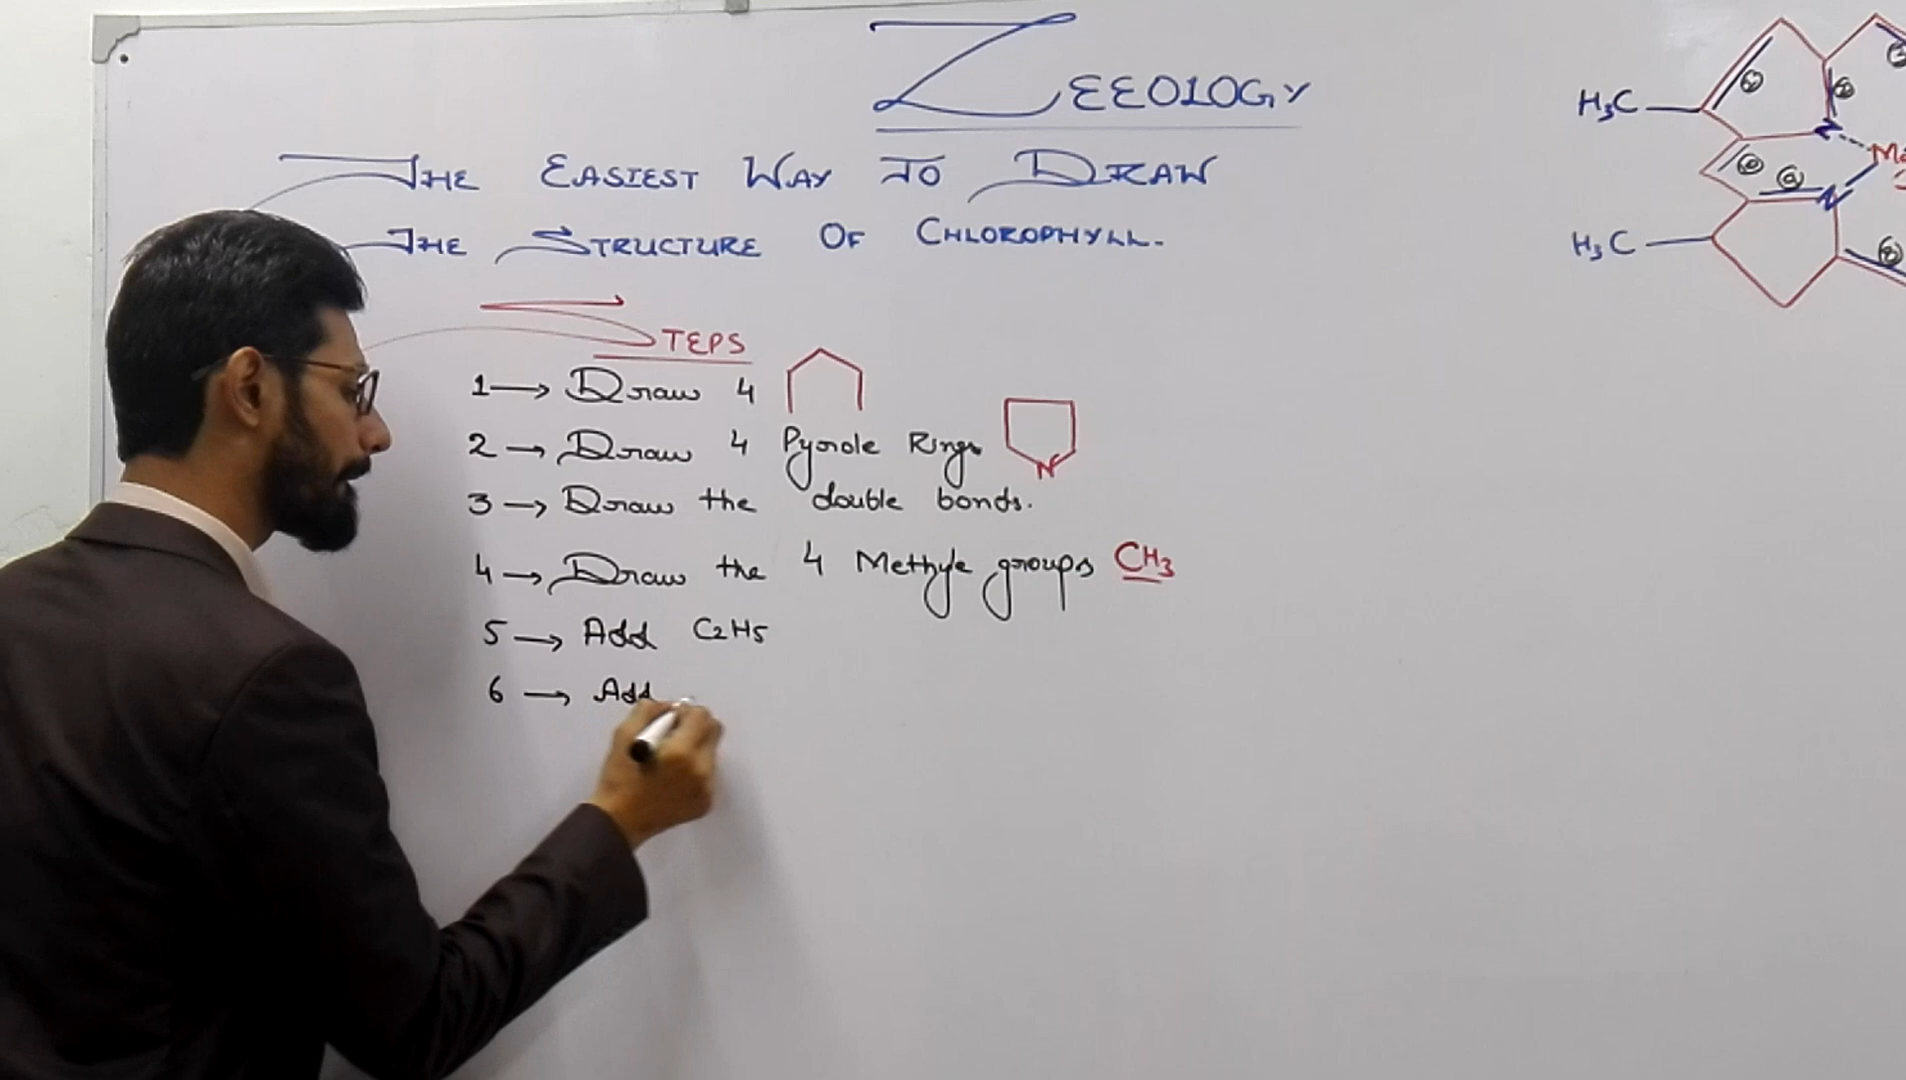 ZEEOLOGY
THE EASIEST WAY TO DRAW
THE STRUCTURE OF CHLOROPHYLL.
STEPS
1 → Draw 4
2 → Draw 4 Pyrole Rings
N
3 → Draw the double bonds.
4 → Draw the 4 Methyle groups CH3
5 → Add C2H5
6 → Add
H3C
N
Mg
N
H3C
8